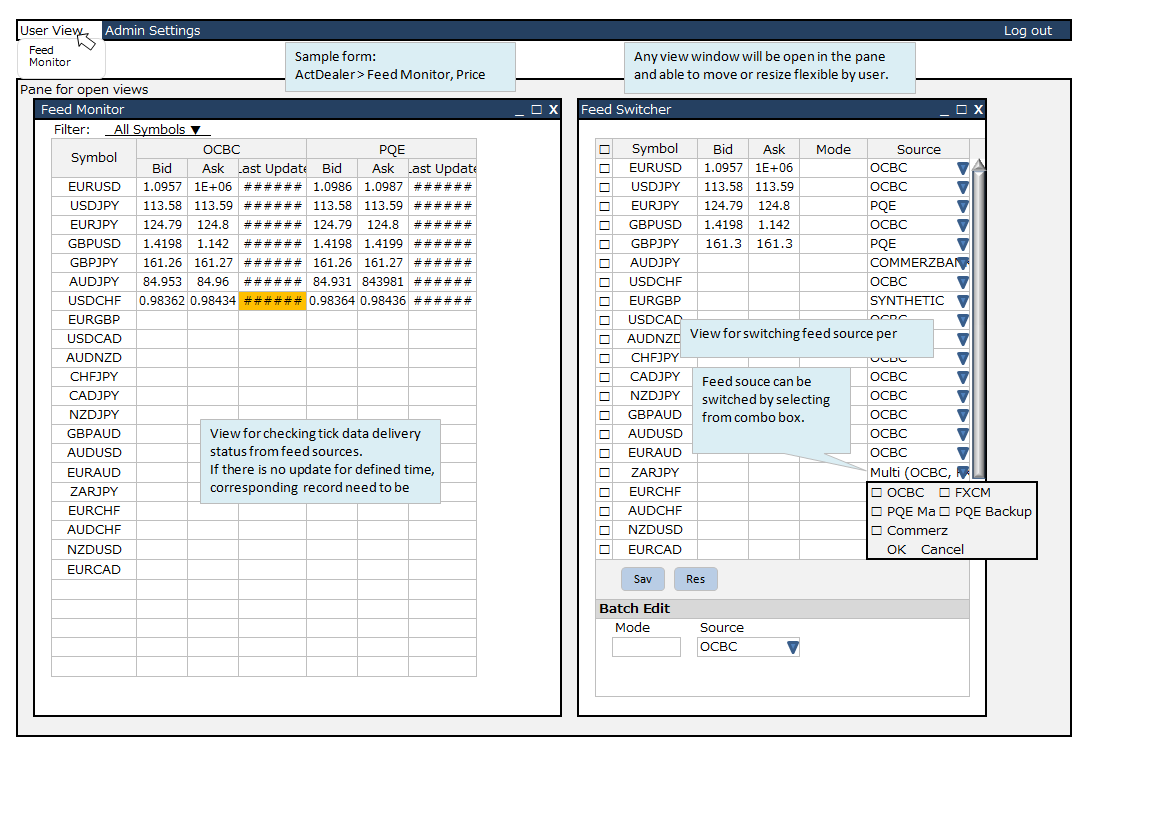 User View Admin Settings Log out
Feed
Monitor
Sample form:
ActDealer > Feed Monitor, Price
Any view window will be open in the pane
and able to move or resize flexible by user.
Pane for open views
Feed Monitor _ □ X
Filter: All Symbols ▼
Symbol OCBC PQE
Bid Ask Last Update Bid Ask Last Update
EURUSD 1.0957 1E+06 ###### 1.0986 1.0987 ######
USDJPY 113.58 113.59 ###### 113.58 113.59 ######
EURJPY 124.79 124.8 ###### 124.79 124.8 ######
GBPUSD 1.4198 1.142 ###### 1.4198 1.4199 ######
GBPJPY 161.26 161.27 ###### 161.26 161.27 ######
AUDJPY 84.953 84.96 ###### 84.931 843981 ######
USDCHF 0.98362 0.98434 ###### 0.98364 0.98436 ######
EURGBP
USDCAD
AUDNZD
CHFJPY
CADJPY
NZDJPY
GBPAUD
AUDUSD
EURAUD
ZARJPY
EURCHF
AUDCHF
NZDUSD
EURCAD
View for checking tick data delivery
status from feed sources.
If there is no update for defined time,
corresponding record need to be
Feed Switcher _ □ X
□ Symbol Bid Ask Mode Source
□ EURUSD 1.0957 1E+06 OCBC
□ USDJPY 113.58 113.59 OCBC
□ EURJPY 124.79 124.8 PQE
□ GBPUSD 1.4198 1.142 OCBC
□ GBPJPY 161.3 161.3 PQE
□ AUDJPY COMMERZBANK
□ USDCHF OCBC
□ EURGBP SYNTHETIC
□ USDCAD OCBC
□ AUDNZD
□ CHFJPY OCBC
□ CADJPY OCBC
□ NZDJPY OCBC
□ GBPAUD OCBC
□ AUDUSD OCBC
□ EURAUD OCBC
□ ZARJPY Multi (OCBC,
□ EURCHF
□ AUDCHF
□ NZDUSD
□ EURCAD
View for switching feed source per
Feed souce can be
switched by selecting
from combo box.
□ OCBC □ FXCM
□ PQE Ma □ PQE Backup
□ Commerz
OK Cancel
Sav Res
Batch Edit
Mode Source
OCBC